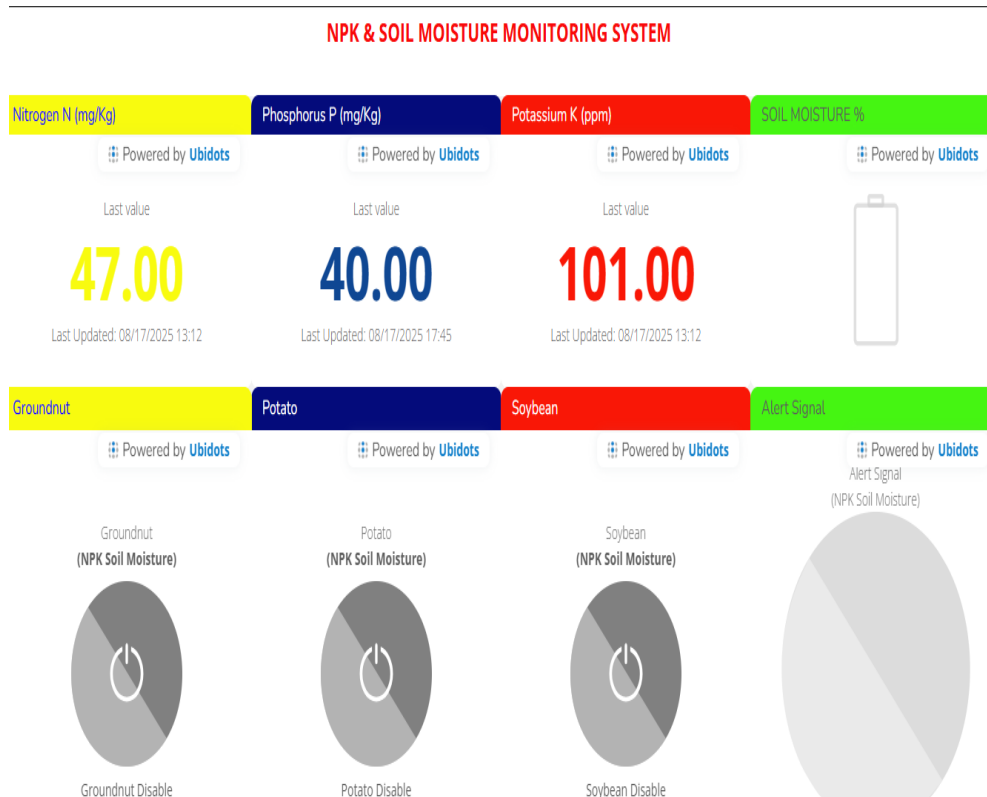 NPK & SOIL MOISTURE MONITORING SYSTEM
Nitrogen N (mg/Kg)
Phosphorus P (mg/Kg)
Potassium K (ppm)
SOIL MOISTURE %
Powered by Ubidots
Powered by Ubidots
Powered by Ubidots
Powered by Ubidots
Last value
Last value
Last value
47.00
40.00
101.00
Last Updated: 08/17/2025 13:12
Last Updated: 08/17/2025 17:45
Last Updated: 08/17/2025 13:12
Groundnut
Potato
Soybean
Alert Signal
Powered by Ubidots
Powered by Ubidots
Powered by Ubidots
Powered by Ubidots
Alert Signal
(NPK Soil Moisture)
Groundnut
(NPK Soil Moisture)
Potato
(NPK Soil Moisture)
Soybean
(NPK Soil Moisture)
Groundnut Disable
Potato Disable
Soybean Disable